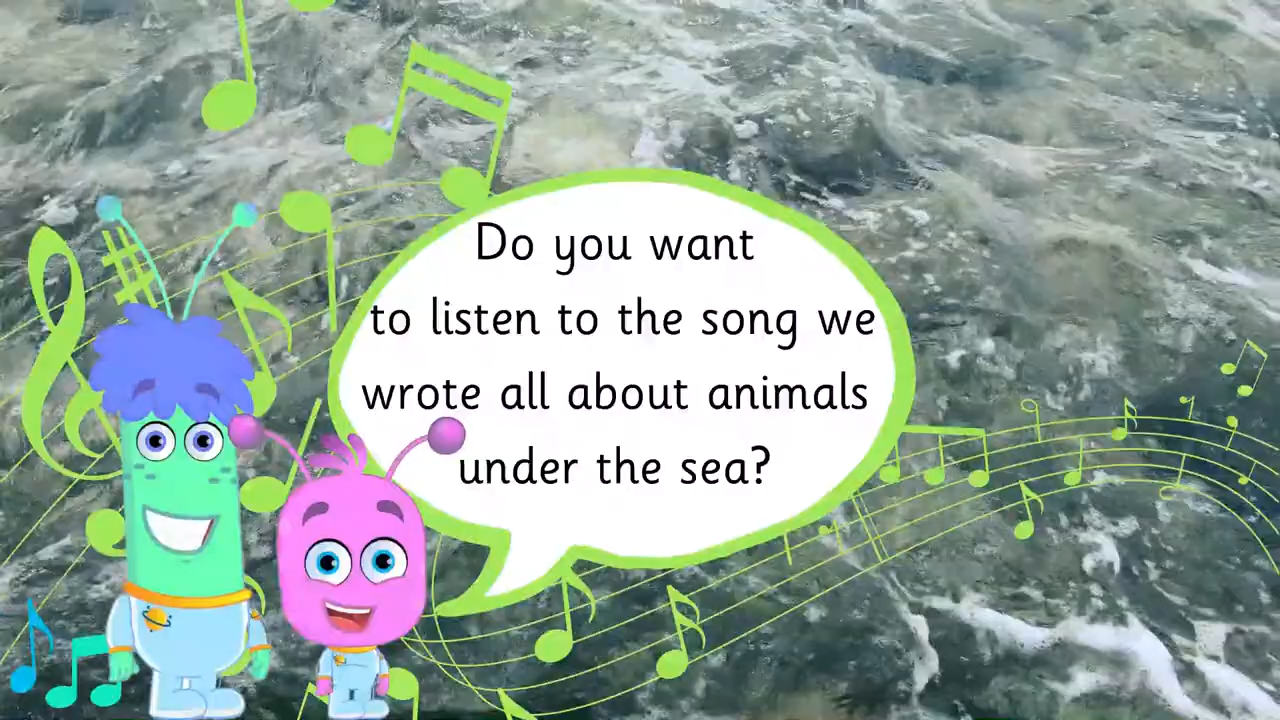 Do you want
to listen to the song we
wrote all about animals
under the sea?